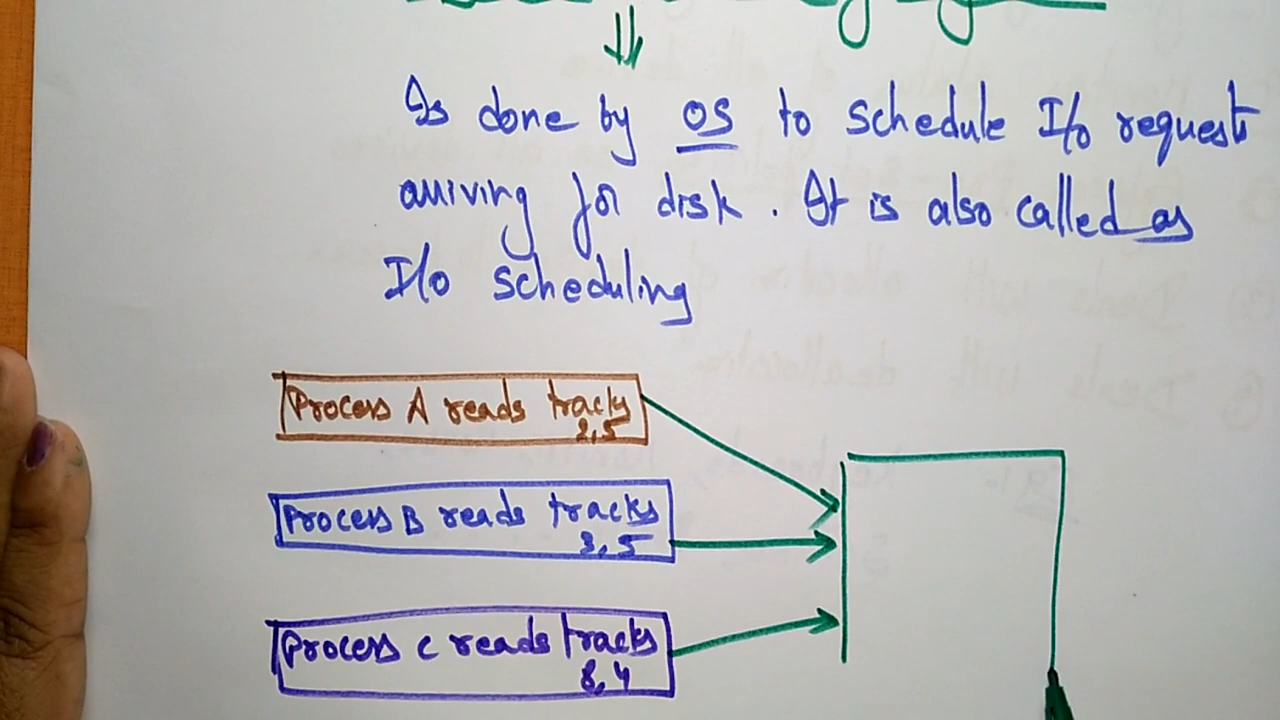 Is done by OS to schedule I/o requests
arriving for disk. It is also called as
I/o scheduling
Process A reads tracks
2,5
Process B reads tracks
3,5
Process C reads tracks
8,4